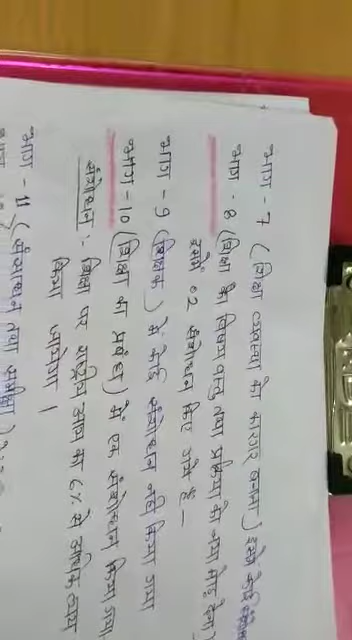 भाग - 7 (शिक्षा व्यवस्था को कारगर बनाना) इसमें कोई
भाग - 8 (शिक्षा की विषय वस्तु तथा प्रक्रिया को नया मोड़ देना)
इसमें 02 संशोधन किए गये हैं _
भाग - 9 (शिक्षक) में कोई संशोधन नहीं किया गया
भाग - 10 (शिक्षा का प्रबंध) में एक संशोधन किया गया
संशोधन : शिक्षा पर राष्ट्रीय आय का 6% से अधिक व्यय
किया जायेगा ।
भाग - 11 (संसाधन तथा समीक्षा)